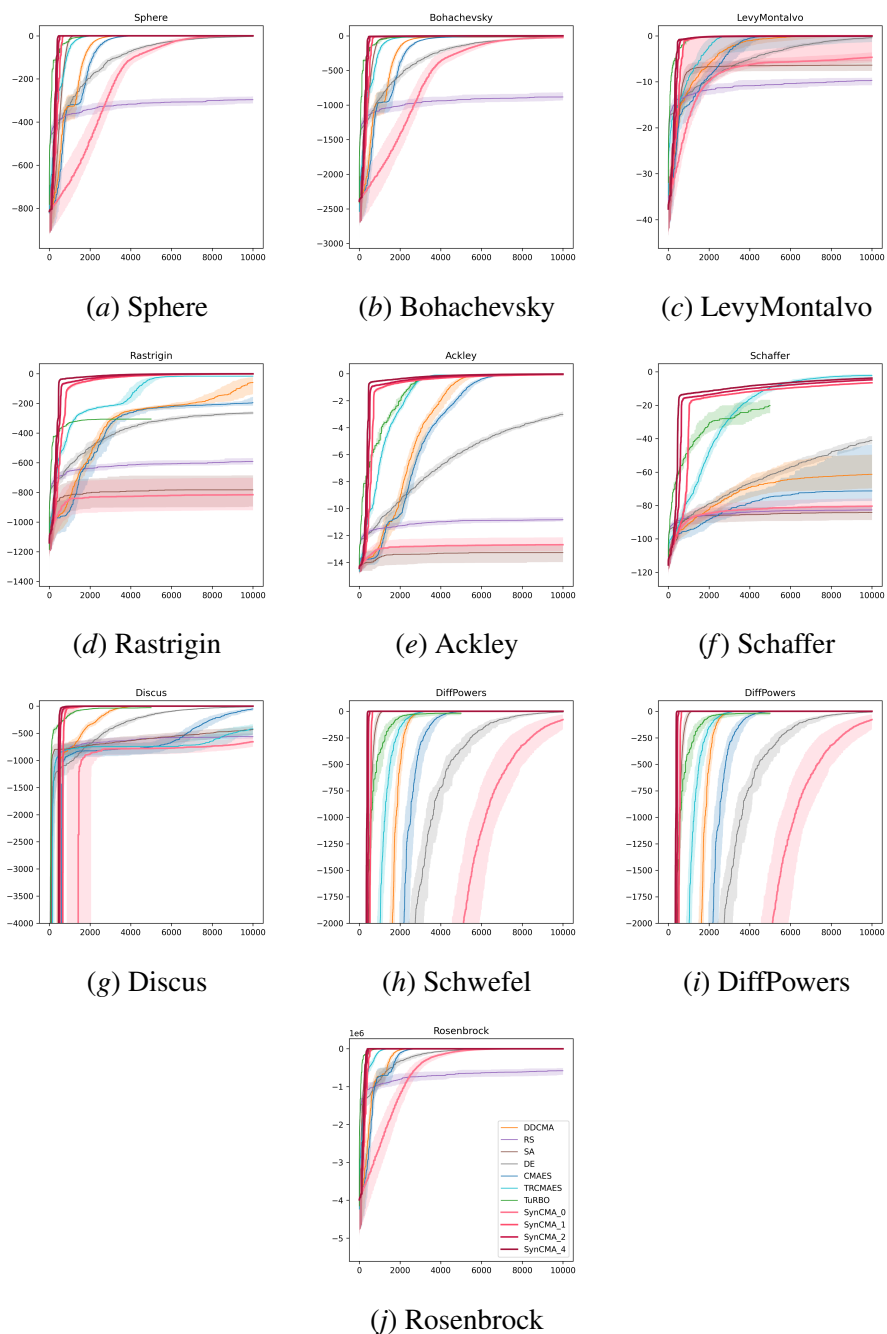 Sphere
0
−200
−400
−600
−800
0 2000 4000 6000 8000 10000
(a) Sphere
Bohachevsky
0
−500
−1000
−1500
−2000
−2500
−3000
0 2000 4000 6000 8000 10000
(b) Bohachevsky
LevyMontalvo
0
−10
−20
−30
−40
0 2000 4000 6000 8000 10000
(c) LevyMontalvo
Rastrigin
0
−200
−400
−600
−800
−1000
−1200
−1400
0 2000 4000 6000 8000 10000
(d) Rastrigin
Ackley
0
−2
−4
−6
−8
−10
−12
−14
0 2000 4000 6000 8000 10000
(e) Ackley
Schaffer
0
−20
−40
−60
−80
−100
−120
0 2000 4000 6000 8000 10000
(f) Schaffer
Discus
0
−500
−1000
−1500
−2000
−2500
−3000
−3500
−4000
0 2000 4000 6000 8000 10000
(g) Discus
DiffPowers
0
−250
−500
−750
−1000
−1250
−1500
−1750
−2000
0 2000 4000 6000 8000 10000
(h) Schwefel
DiffPowers
0
−250
−500
−750
−1000
−1250
−1500
−1750
−2000
0 2000 4000 6000 8000 10000
(i) DiffPowers
Rosenbrock
1e6
0
−1
−2
−3
−4
−5
0 2000 4000 6000 8000 10000
DDCMA
RS
SA
DE
CMAES
TRCMAES
TuRBO
SynCMA_0
SynCMA_1
SynCMA_2
SynCMA_4
(j) Rosenbrock